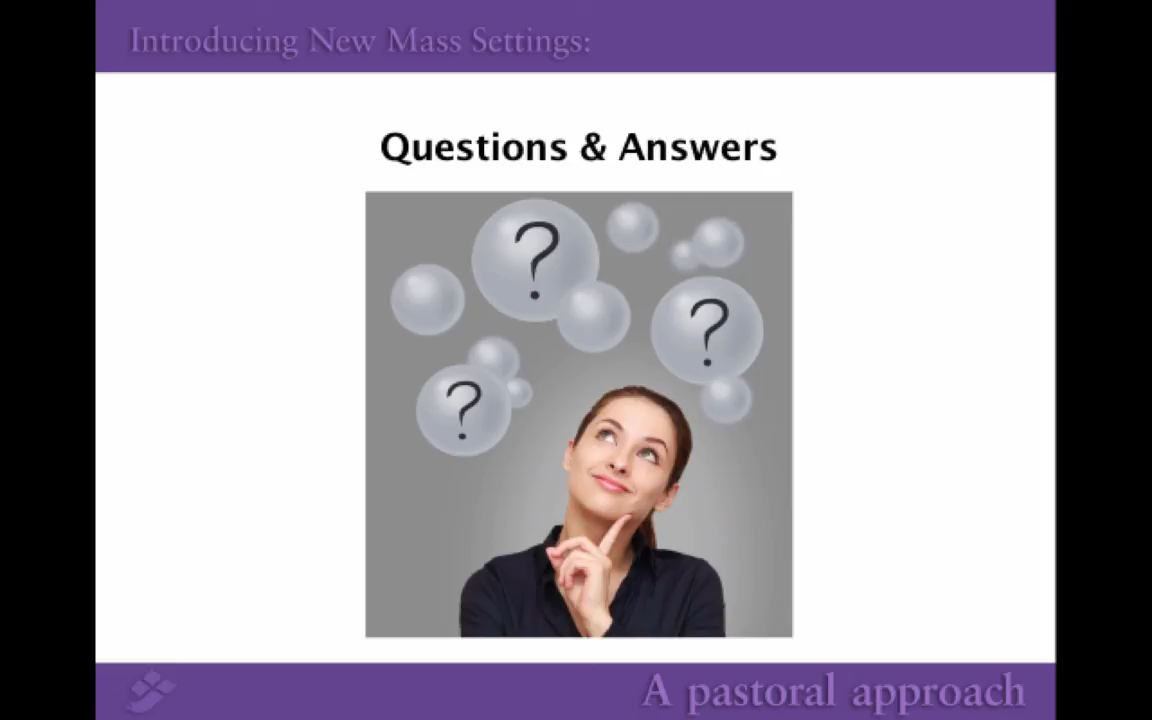 Introducing New Mass Settings:
Questions & Answers
?
?
?
A pastoral approach